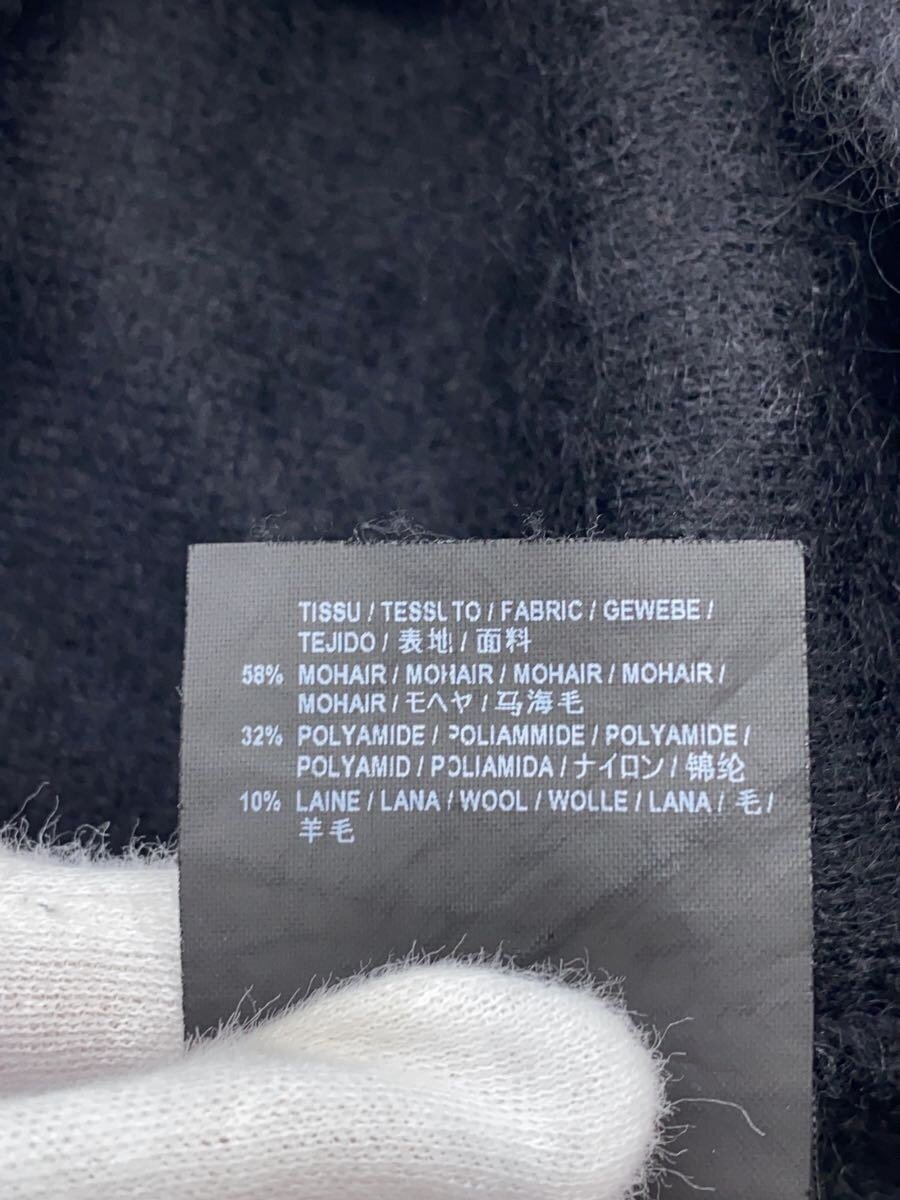 TISSU / TESSUTO / FABRIC / GEWEBE /
TEJIDO / 表地 / 面料
58% MOHAIR / MOHAIR / MOHAIR / MOHAIR /
MOHAIR / モヘヤ / 马海毛
32% POLYAMIDE / POLIAMMIDE / POLYAMIDE /
POLYAMID / POLIAMIDA / ナイロン / 锦纶
10% LAINE / LANA / WOOL / WOLLE / LANA / 毛 /
羊毛